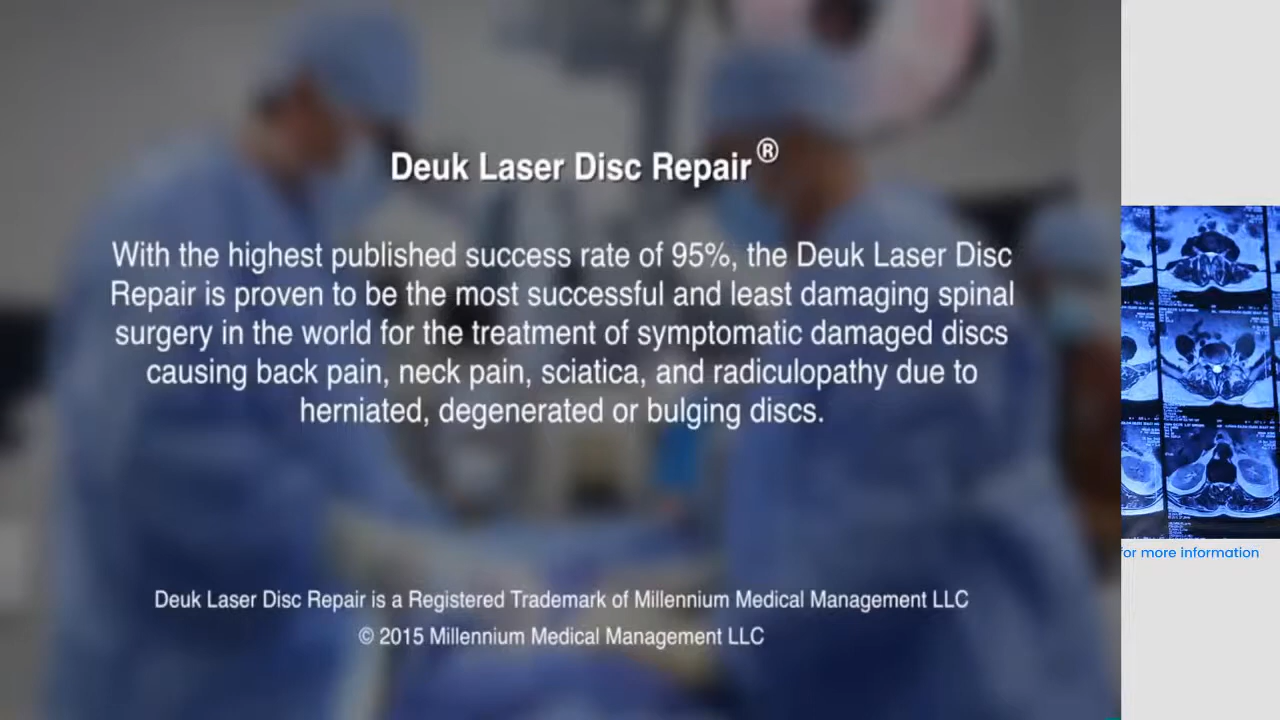 Deuk Laser Disc Repair®
With the highest published success rate of 95%, the Deuk Laser Disc
Repair is proven to be the most successful and least damaging spinal
surgery in the world for the treatment of symptomatic damaged discs
causing back pain, neck pain, sciatica, and radiculopathy due to
herniated, degenerated or bulging discs.
Deuk Laser Disc Repair is a Registered Trademark of Millennium Medical Management LLC
© 2015 Millennium Medical Management LLC
for more information